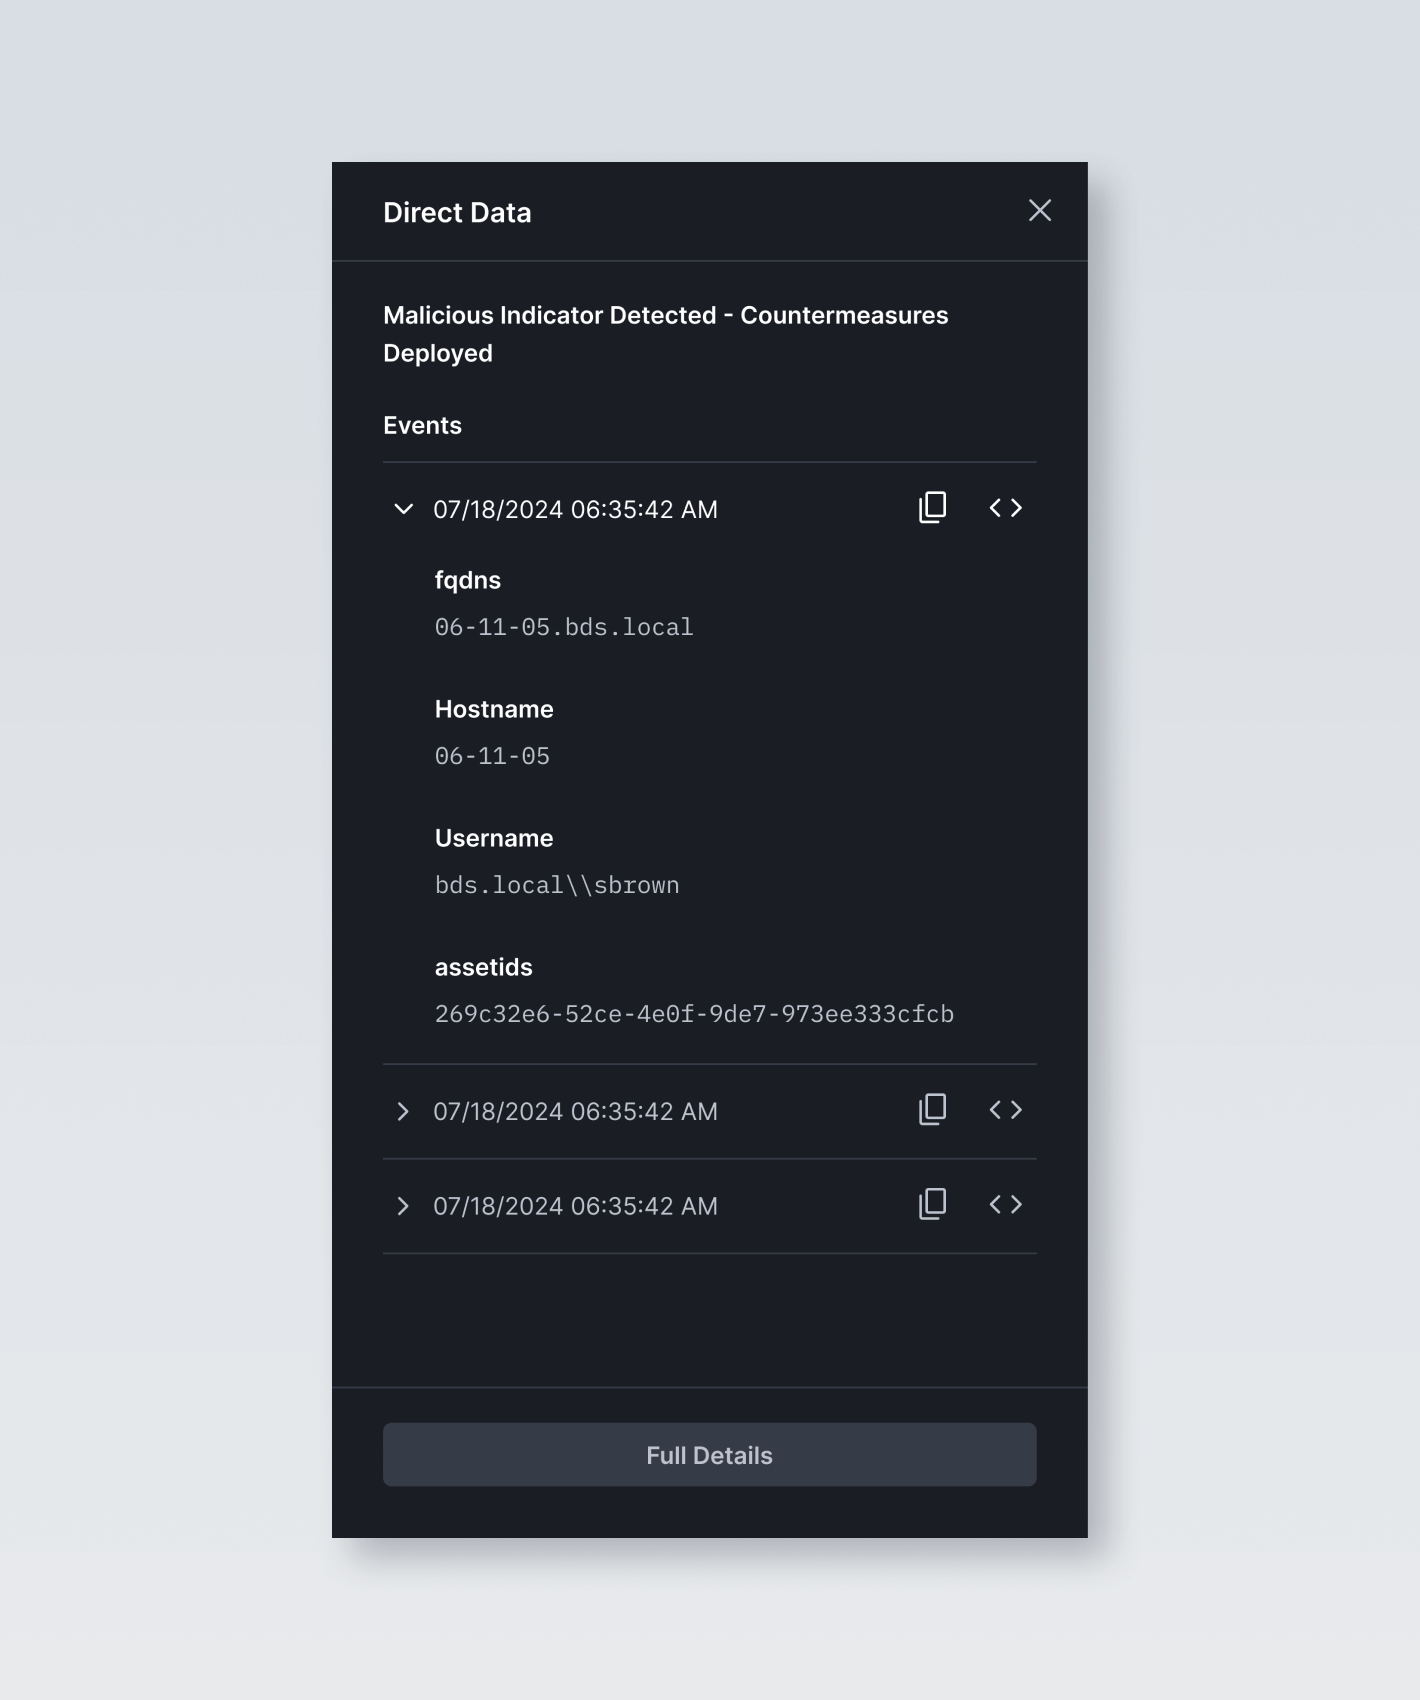 Direct Data
Malicious Indicator Detected - Countermeasures
Deployed
Events
07/18/2024 06:35:42 AM
fqdns
06-11-05.bds.local
Hostname
06-11-05
Username
bds.local\\sbrown
assetids
269c32e6-52ce-4e0f-9de7-973ee333cfcb
07/18/2024 06:35:42 AM
07/18/2024 06:35:42 AM
Full Details